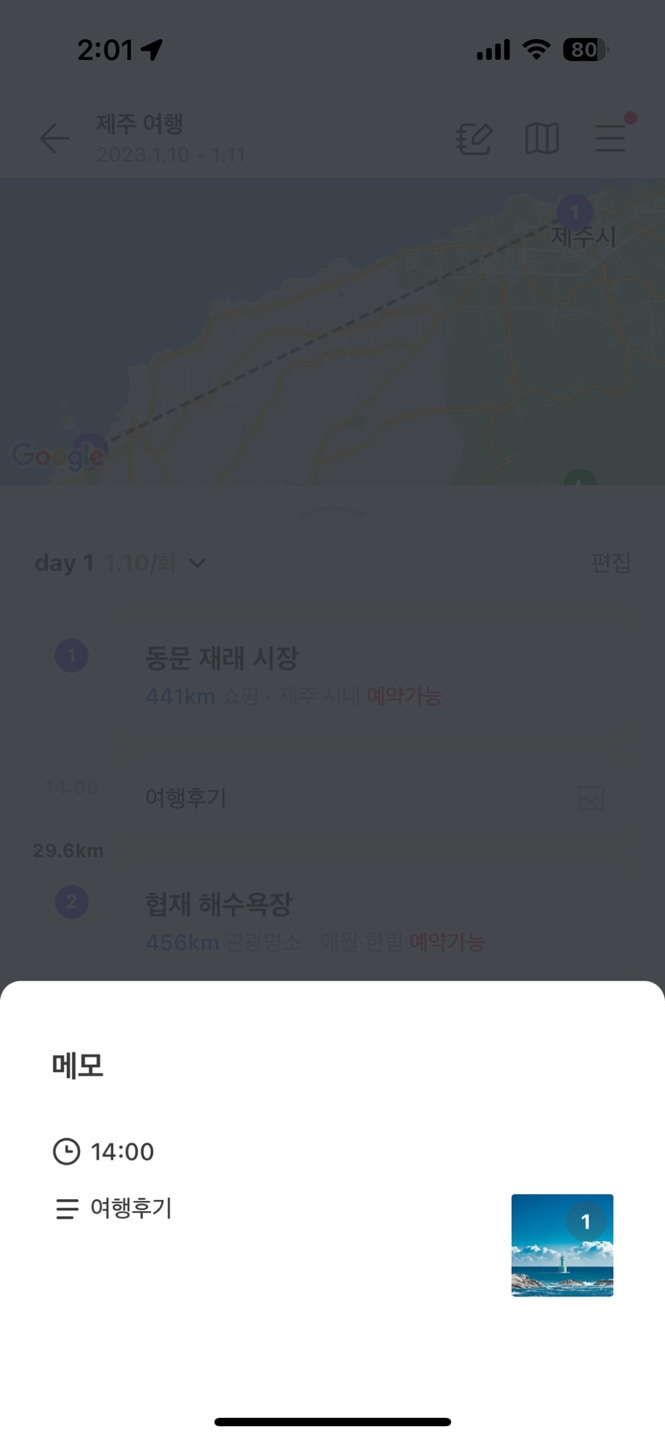 2:01
80
제주 여행
2023.1.10 - 1.11
1
제주시
Google
day 1 1.10/화
편집
1
동문 재래 시장
441km 쇼핑 · 제주 시내 예약가능
14:00
여행후기
29.6km
2
협재 해수욕장
456km 관광명소 · 애월·한림 예약가능
메모
14:00
여행후기
1